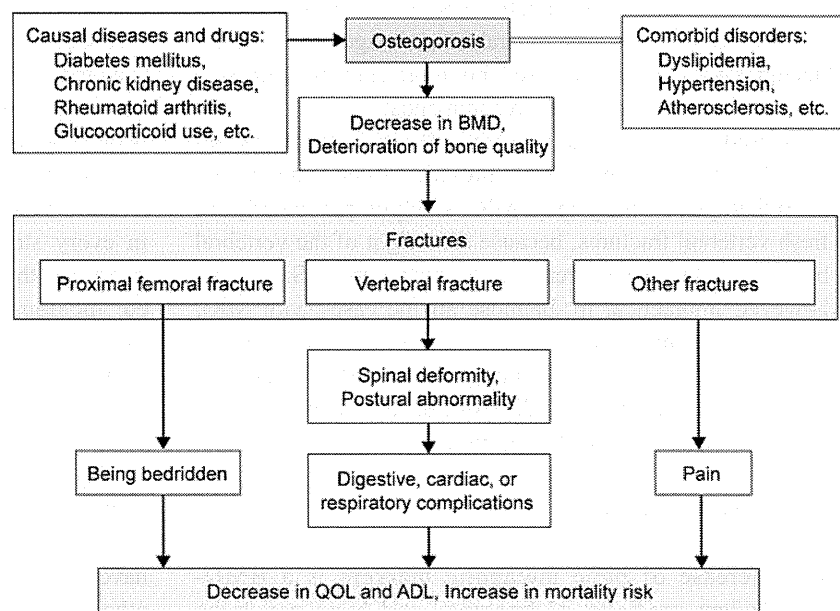 Causal diseases and drugs:
Diabetes mellitus,
Chronic kidney disease,
Rheumatoid arthritis,
Glucocorticoid use, etc.
Osteoporosis
Comorbid disorders:
Dyslipidemia,
Hypertension,
Atherosclerosis, etc.
Decrease in BMD,
Deterioration of bone quality
Fractures
Proximal femoral fracture
Vertebral fracture
Other fractures
Spinal deformity,
Postural abnormality
Being bedridden
Digestive, cardiac, or
respiratory complications
Pain
Decrease in QOL and ADL, Increase in mortality risk